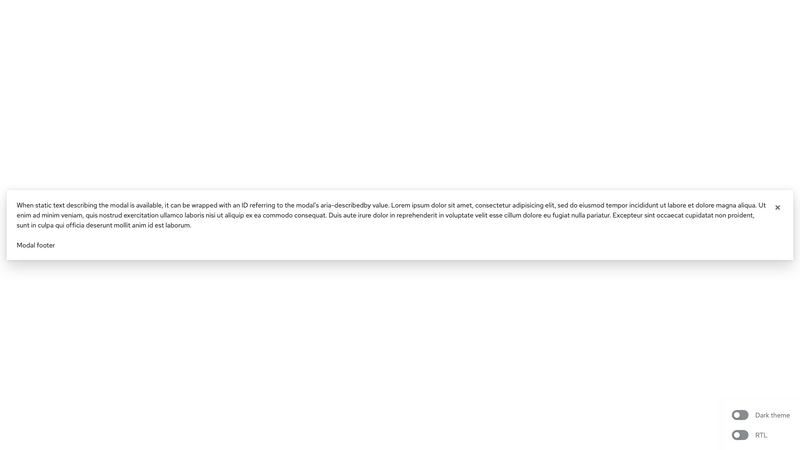 When static text describing the modal is available, it can be wrapped with an ID referring to the modal's aria-describedby value. Lorem ipsum dolor sit amet, consectetur adipisicing elit, sed do eiusmod tempor incididunt ut labore et dolore magna aliqua. Ut
enim ad minim veniam, quis nostrud exercitation ullamco laboris nisi ut aliquip ex ea commodo consequat. Duis aute irure dolor in reprehenderit in voluptate velit esse cillum dolore eu fugiat nulla pariatur. Excepteur sint occaecat cupidatat non proident,
sunt in culpa qui officia deserunt mollit anim id est laborum.
Modal footer
Dark theme
RTL